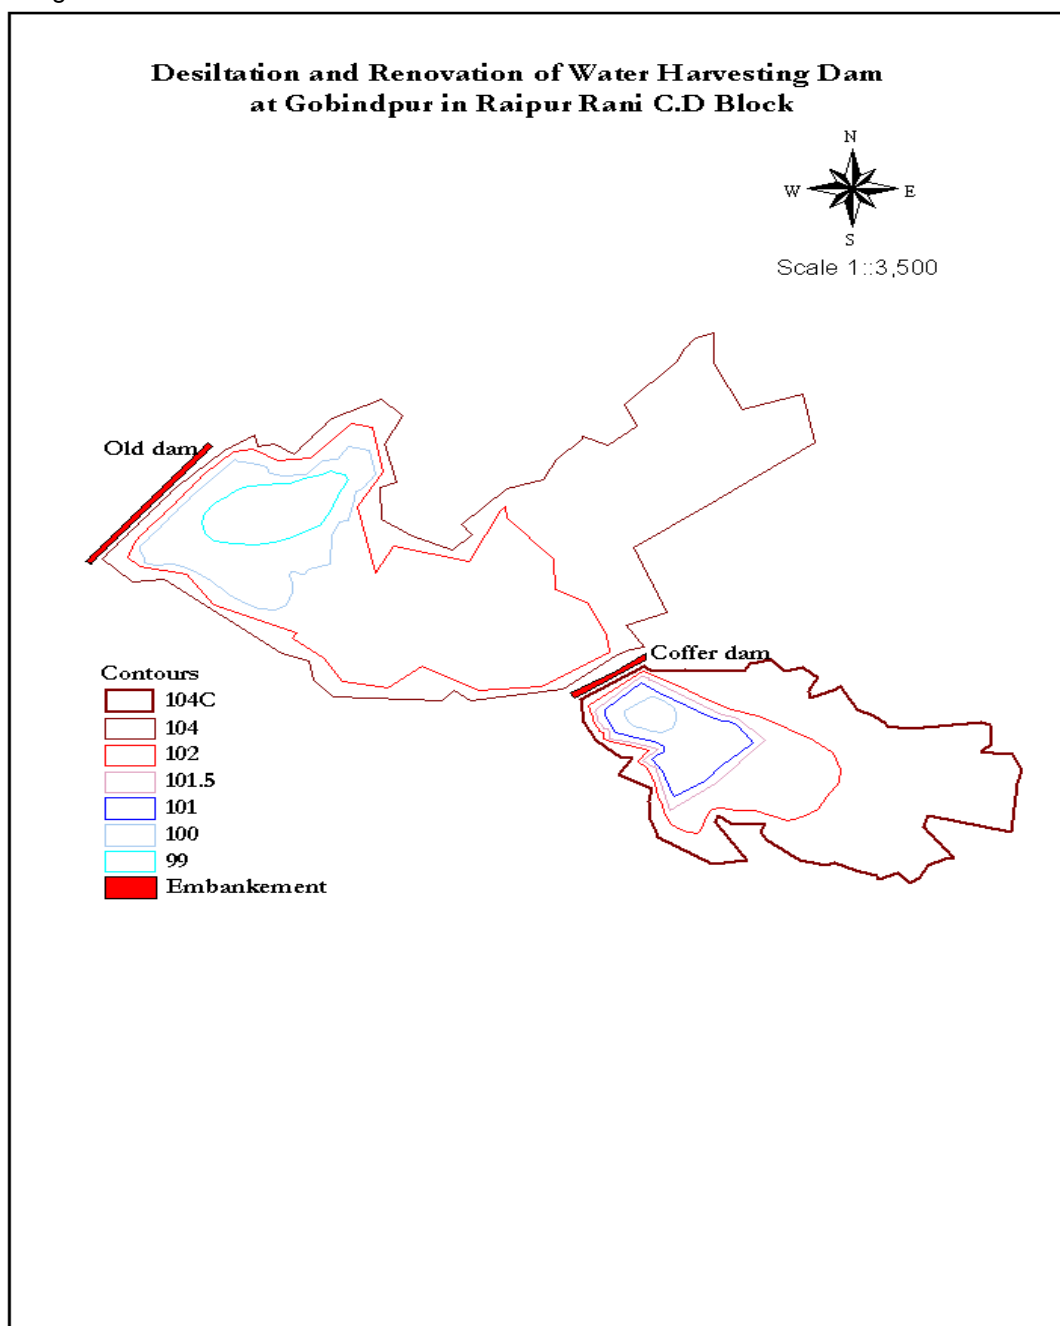 Desiltation and Renovation of Water Harvesting Dam
at Gobindpur in Raipur Rani C.D Block
N
W E
S
Scale 1::3,500
Old dam
Coffer dam
Contours
104C
104
102
101.5
101
100
99
Embankement